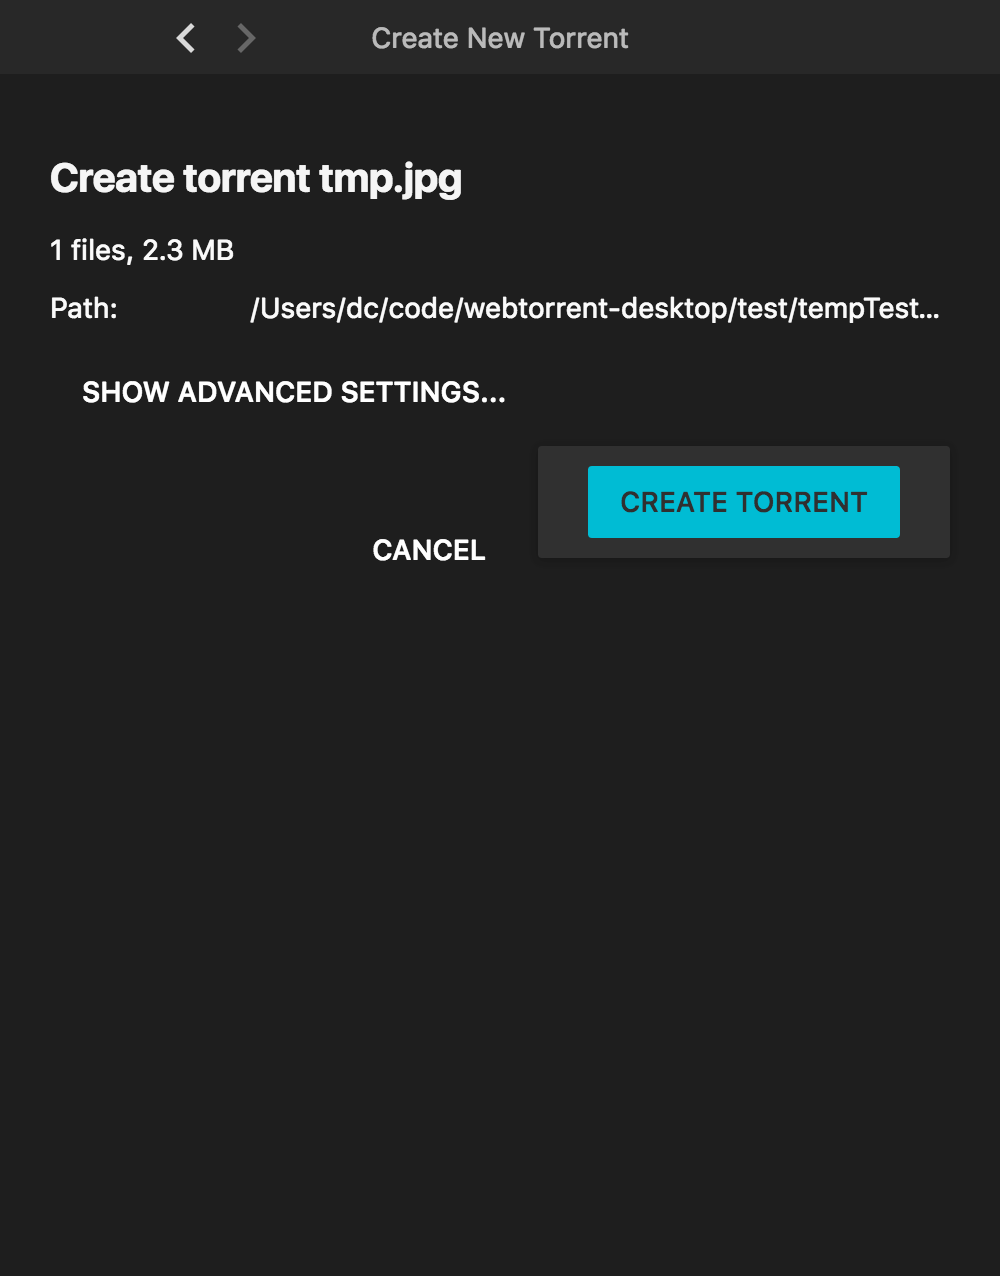 Create New Torrent
Create torrent tmp.jpg
1 files, 2.3 MB
Path: /Users/dc/code/webtorrent-desktop/test/tempTest...
SHOW ADVANCED SETTINGS...
CREATE TORRENT
CANCEL